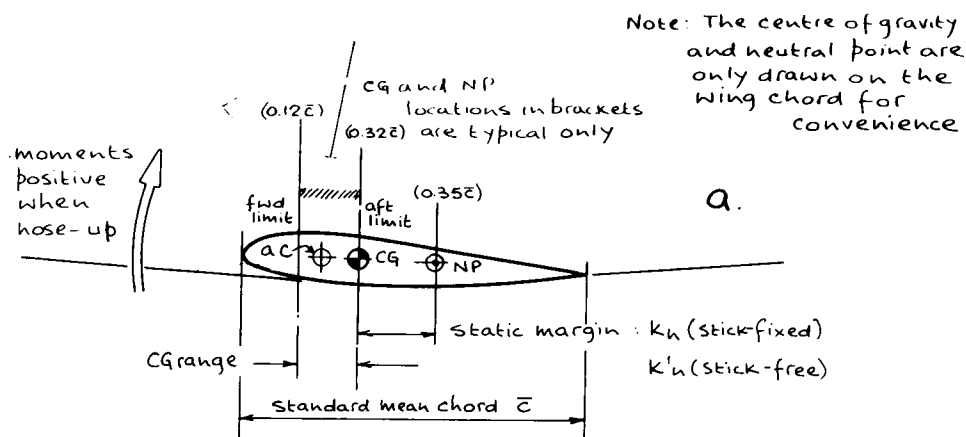 Note: The centre of gravity
and neutral point are
only drawn on the
wing chord for
convenience
CG and NP
locations in brackets
are typical only
(0.12c̄)
(0.32c̄)
(0.35c̄)
moments
positive
when
nose-up
fwd
limit
aft
limit
a.
ac
CG
NP
static margin : Kn (stick-fixed)
K'n (stick-free)
CG range
standard mean chord c̄